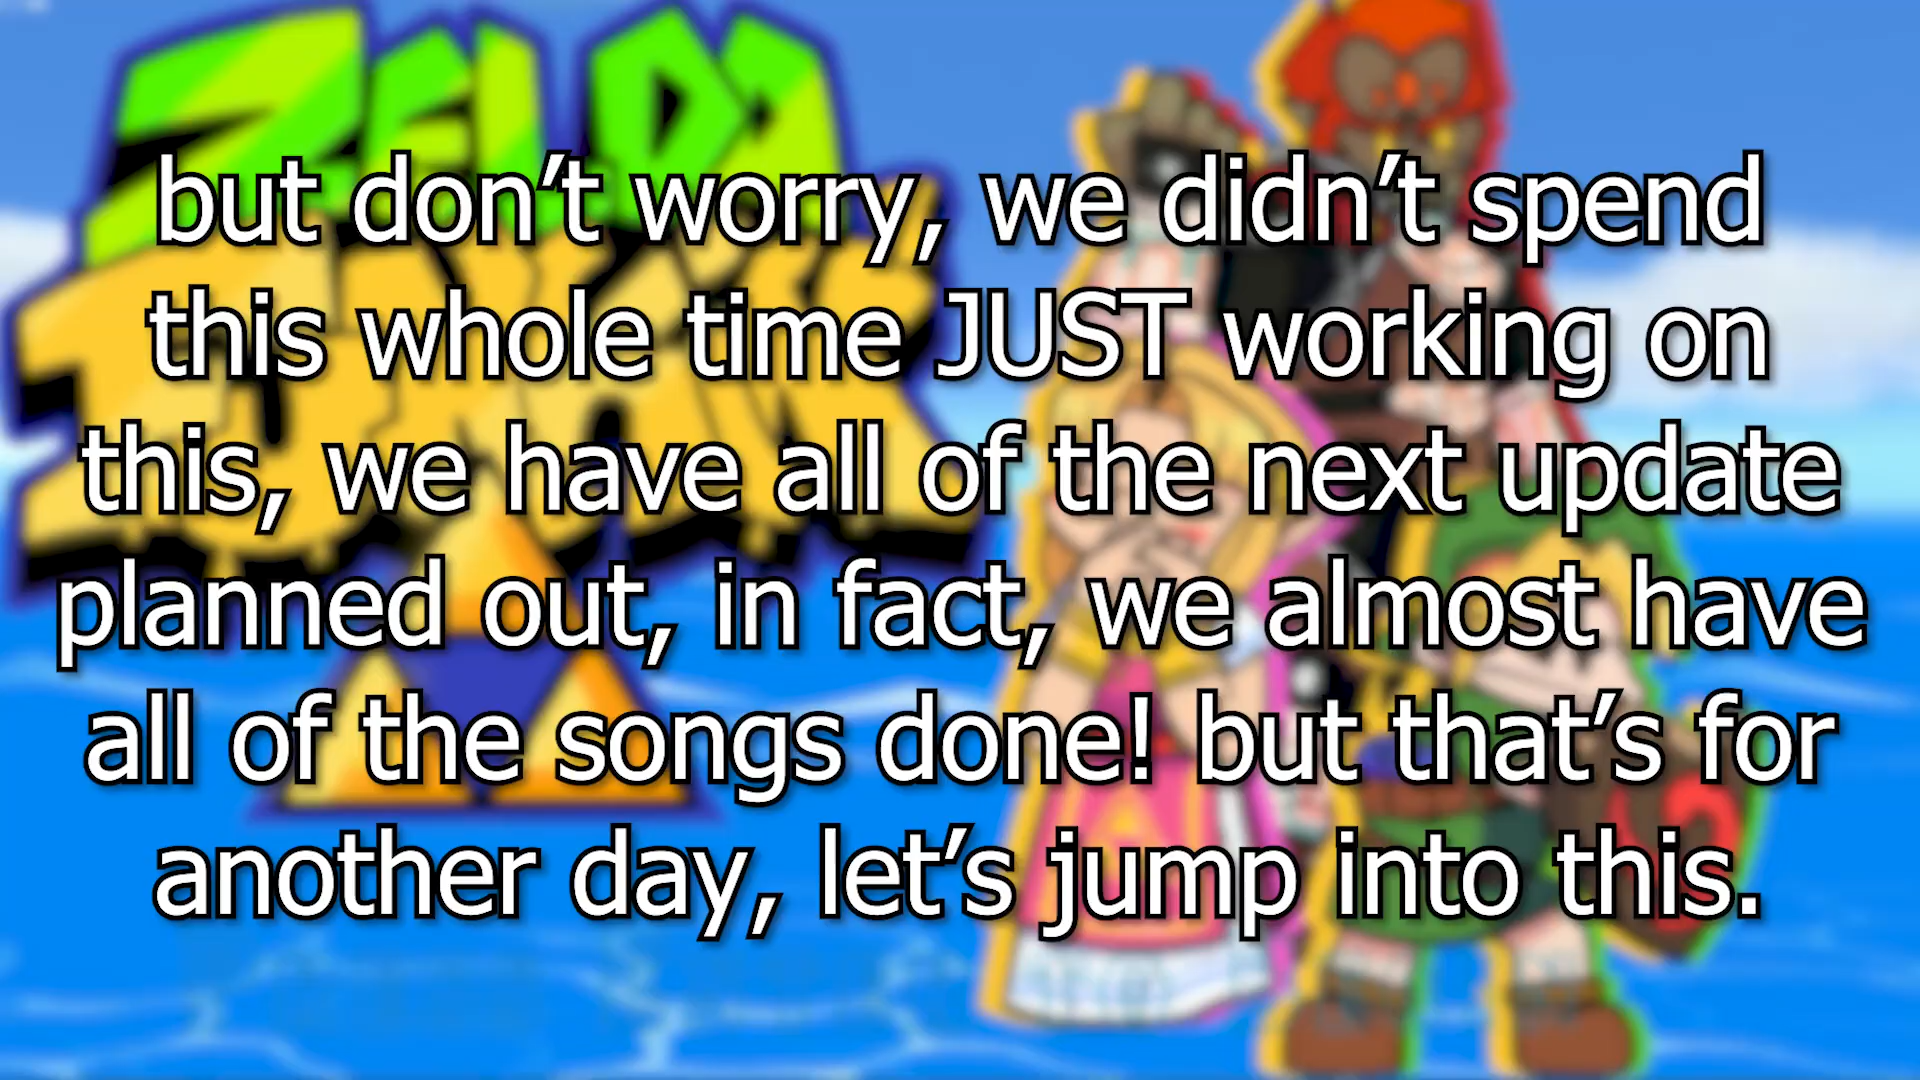 ZELDA
but don’t worry, we didn’t spend
this whole time JUST working on
this, we have all of the next update
planned out, in fact, we almost have
all of the songs done! but that’s for
another day, let’s jump into this.